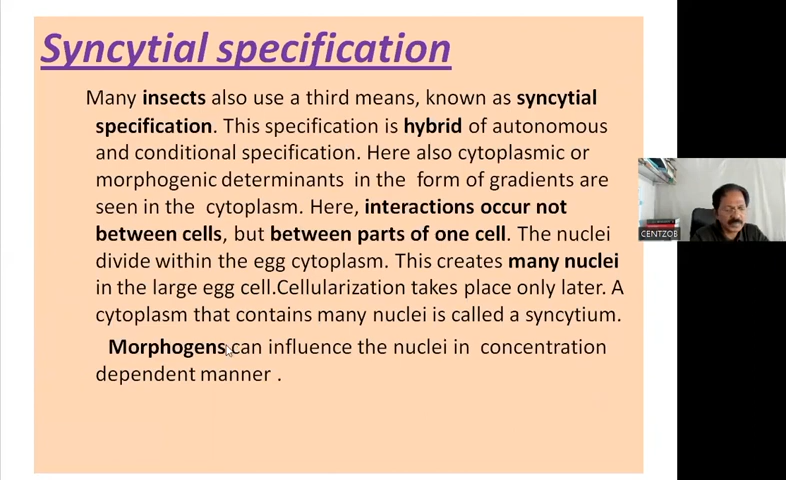 Syncytial specification
Many insects also use a third means, known as syncytial
specification. This specification is hybrid of autonomous
and conditional specification. Here also cytoplasmic or
morphogenic determinants in the form of gradients are
seen in the cytoplasm. Here, interactions occur not
between cells, but between parts of one cell. The nuclei
divide within the egg cytoplasm. This creates many nuclei
in the large egg cell.Cellularization takes place only later. A
cytoplasm that contains many nuclei is called a syncytium.
Morphogens can influence the nuclei in concentration
dependent manner .
CENTZOB